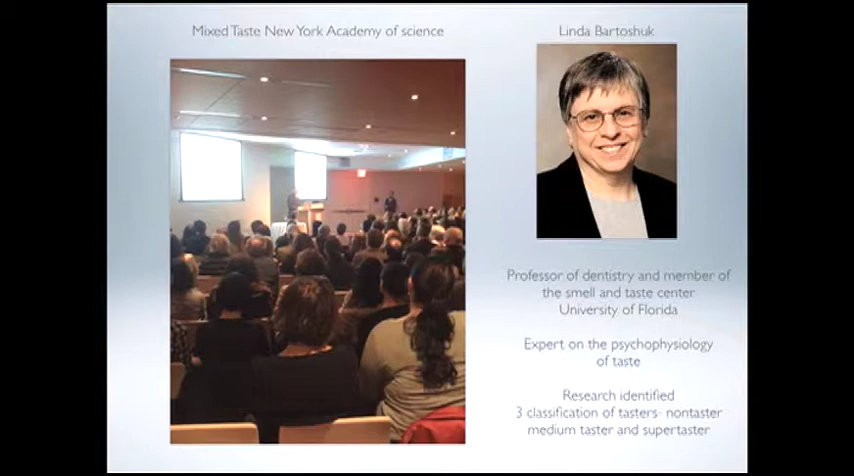 Mixed Taste New York Academy of science
Linda Bartoshuk
Professor of dentistry and member of
the smell and taste center
University of Florida
Expert on the psychophysiology
of taste
Research identified
3 classification of tasters- nontaster
medium taster and supertaster